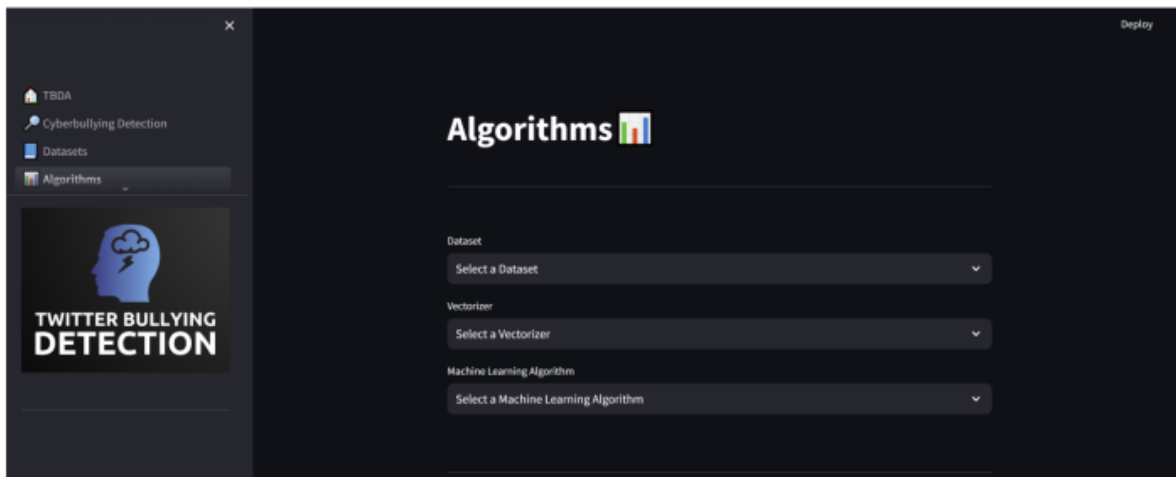 Deploy
TBDA
Cyberbullying Detection
Datasets
Algorithms
TWITTER BULLYING
DETECTION
Algorithms
Dataset
Select a Dataset
Vectorizer
Select a Vectorizer
Machine Learning Algorithm
Select a Machine Learning Algorithm